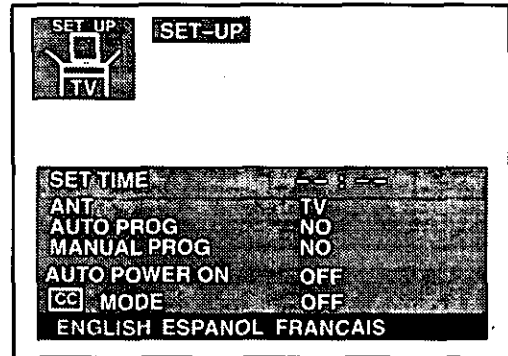 SET UP
TV
SET-UP
SET TIME --:--
ANT TV
AUTO PROG NO
MANUAL PROG NO
AUTO POWER ON OFF
CC MODE OFF
ENGLISH ESPANOL FRANCAIS